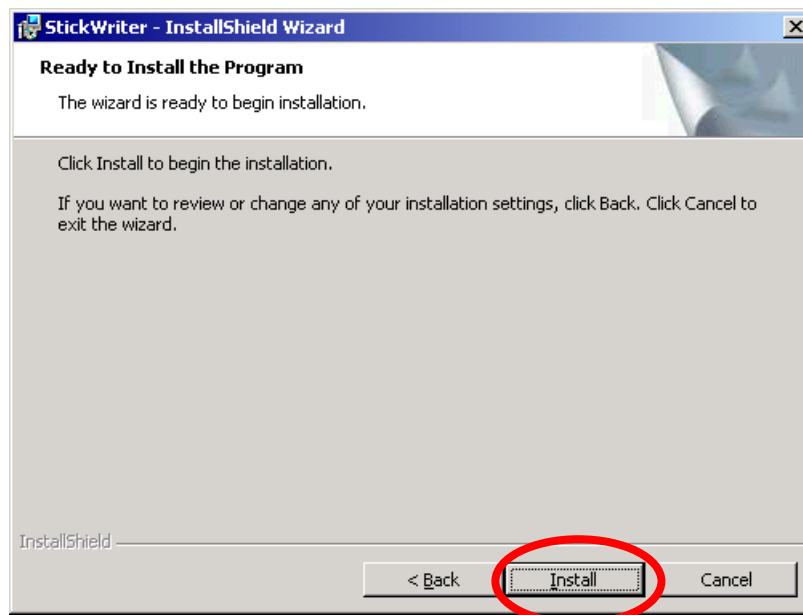 StickWriter - InstallShield Wizard
Ready to Install the Program
The wizard is ready to begin installation.
Click Install to begin the installation.
If you want to review or change any of your installation settings, click Back. Click Cancel to
exit the wizard.
InstallShield
< Back Install Cancel